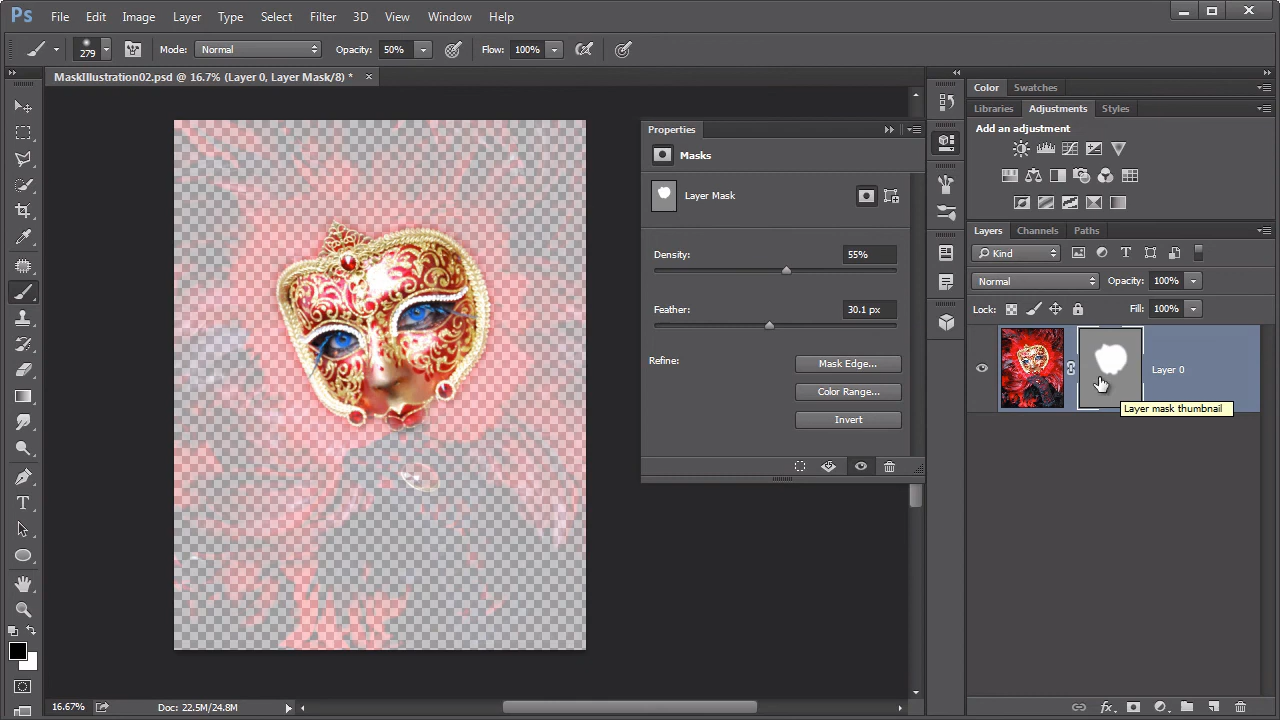 Ps File Edit Image Layer Type Select Filter 3D View Window Help
279 Mode: Normal Opacity: 50% Flow: 100%
MaskIllustration02.psd @ 16.7% (Layer 0, Layer Mask/8) *
Properties
Masks
Layer Mask
Density: 55%
Feather: 30.1 px
Refine: Mask Edge...
Color Range...
Invert
Color Swatches
Libraries Adjustments Styles
Add an adjustment
Layers Channels Paths
Kind
Normal Opacity: 100%
Lock: Fill: 100%
Layer 0
Layer mask thumbnail
fx
16.67% Doc: 22.5M/24.8M